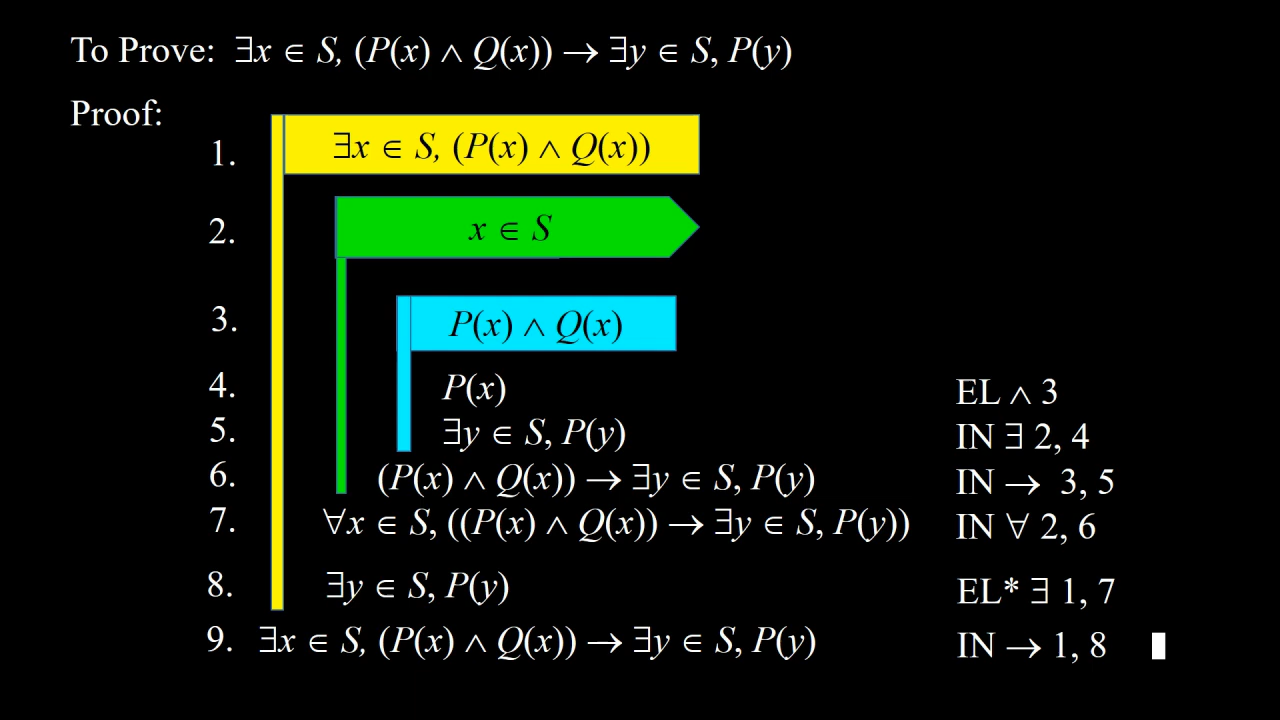 To Prove: ∃x ∈ S, (P(x) ∧ Q(x)) → ∃y ∈ S, P(y)
Proof:
1. ∃x ∈ S, (P(x) ∧ Q(x))
2. x ∈ S
3. P(x) ∧ Q(x)
4. P(x) EL ∧ 3
5. ∃y ∈ S, P(y) IN ∃ 2, 4
6. (P(x) ∧ Q(x)) → ∃y ∈ S, P(y) IN → 3, 5
7. ∀x ∈ S, ((P(x) ∧ Q(x)) → ∃y ∈ S, P(y)) IN ∀ 2, 6
8. ∃y ∈ S, P(y) EL* ∃ 1, 7
9. ∃x ∈ S, (P(x) ∧ Q(x)) → ∃y ∈ S, P(y) IN → 1, 8